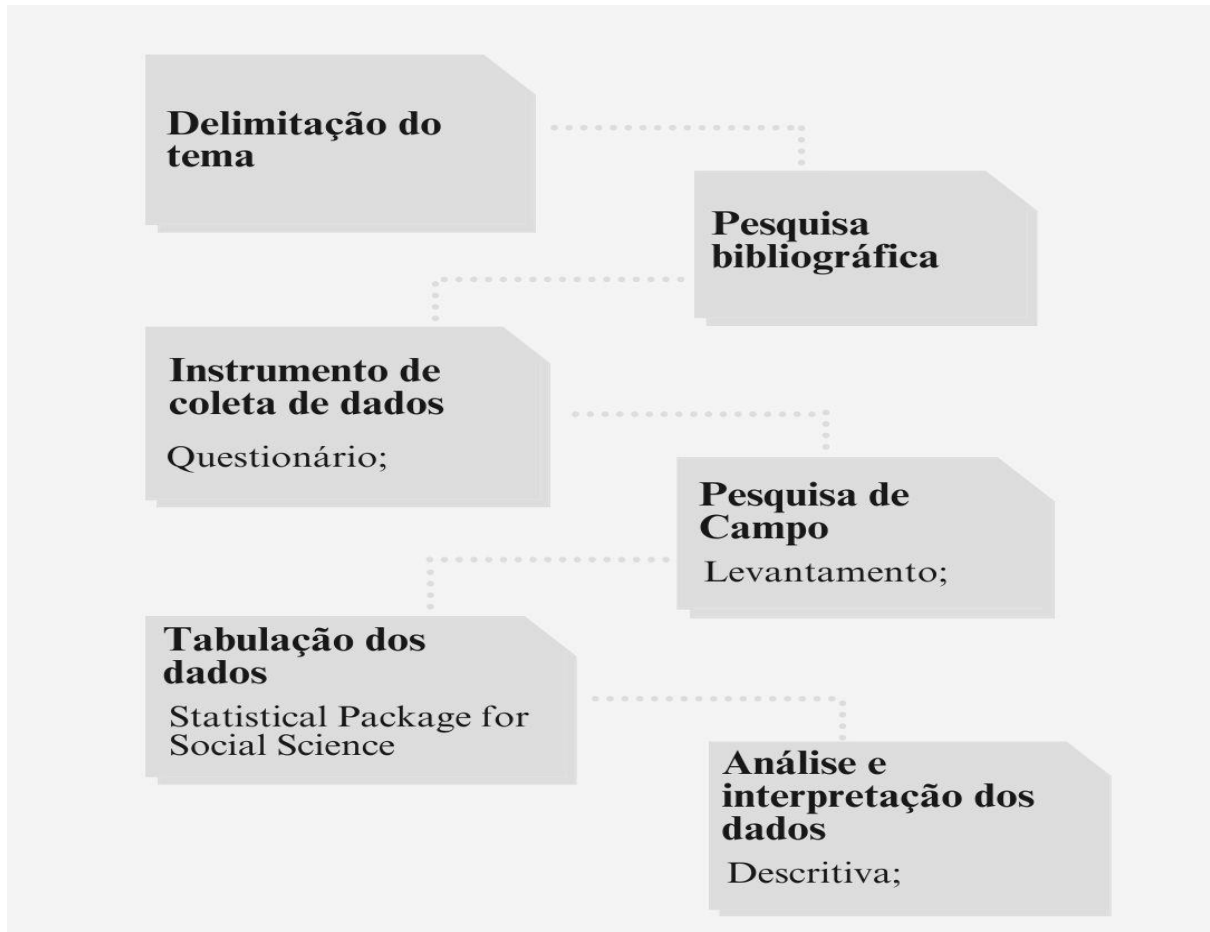 Delimitação do
tema
Pesquisa
bibliográfica
Instrumento de
coleta de dados
Questionário;
Pesquisa de
Campo
Levantamento;
Tabulação dos
dados
Statistical Package for
Social Science
Análise e
interpretação dos
dados
Descritiva;